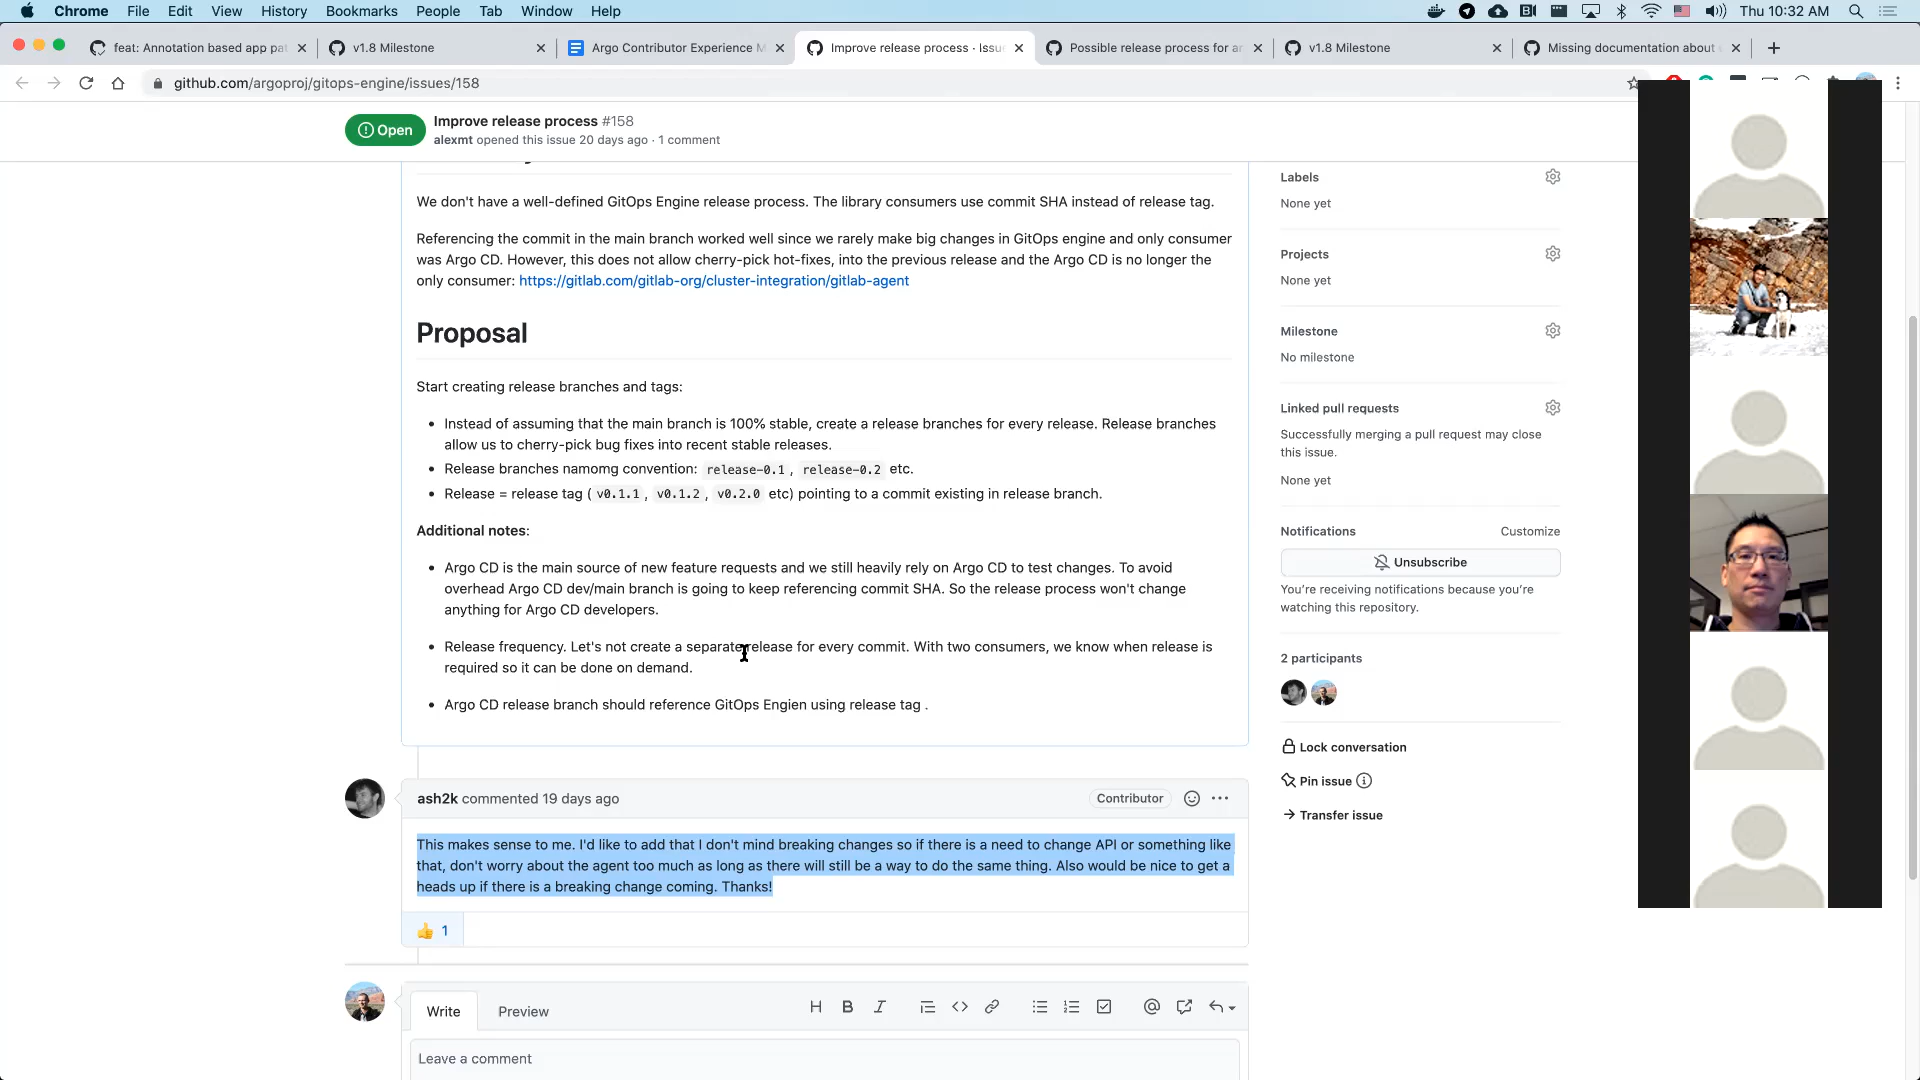 Chrome File Edit View History Bookmarks People Tab Window Help Thu 10:32 AM
feat: Annotation based app pa
v1.8 Milestone
Argo Contributor Experience M
Improve release process · Issu
Possible release process for ar
v1.8 Milestone
Missing documentation about
github.com/argoproj/gitops-engine/issues/158
Open
Improve release process #158
alexmt opened this issue 20 days ago · 1 comment
We don't have a well-defined GitOps Engine release process. The library consumers use commit SHA instead of release tag.
Referencing the commit in the main branch worked well since we rarely make big changes in GitOps engine and only consumer
was Argo CD. However, this does not allow cherry-pick hot-fixes, into the previous release and the Argo CD is no longer the
only consumer: https://gitlab.com/gitlab-org/cluster-integration/gitlab-agent
Proposal
Start creating release branches and tags:
• Instead of assuming that the main branch is 100% stable, create a release branches for every release. Release branches
allow us to cherry-pick bug fixes into recent stable releases.
• Release branches namomg convention: release-0.1 , release-0.2 etc.
• Release = release tag ( v0.1.1 , v0.1.2 , v0.2.0 etc) pointing to a commit existing in release branch.
Additional notes:
• Argo CD is the main source of new feature requests and we still heavily rely on Argo CD to test changes. To avoid
overhead Argo CD dev/main branch is going to keep referencing commit SHA. So the release process won't change
anything for Argo CD developers.
• Release frequency. Let's not create a separate release for every commit. With two consumers, we know when release is
required so it can be done on demand.
• Argo CD release branch should reference GitOps Engien using release tag .
ash2k commented 19 days ago
Contributor
This makes sense to me. I'd like to add that I don't mind breaking changes so if there is a need to change API or something like
that, don't worry about the agent too much as long as there will still be a way to do the same thing. Also would be nice to get a
heads up if there is a breaking change coming. Thanks!
👍 1
Write
Preview
Leave a comment
Labels
None yet
Projects
None yet
Milestone
No milestone
Linked pull requests
Successfully merging a pull request may close
this issue.
None yet
Notifications
Customize
Unsubscribe
You're receiving notifications because you're
watching this repository.
2 participants
Lock conversation
Pin issue
Transfer issue